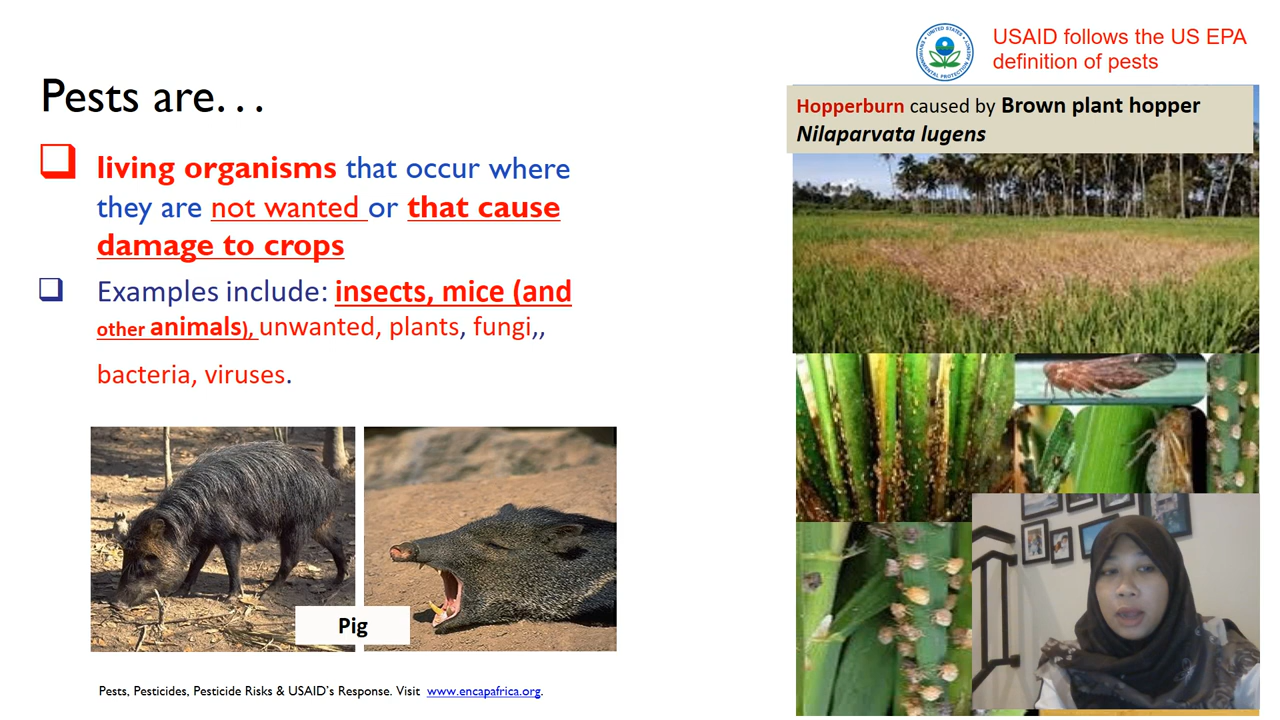 USAID follows the US EPA
definition of pests
Pests are...
living organisms that occur where
they are not wanted or that cause
damage to crops
Examples include: insects, mice (and
other animals), unwanted, plants, fungi,,
bacteria, viruses.
Hopperburn caused by Brown plant hopper
Nilaparvata lugens
Pig
Pests, Pesticides, Pesticide Risks & USAID's Response. Visit www.encapafrica.org.